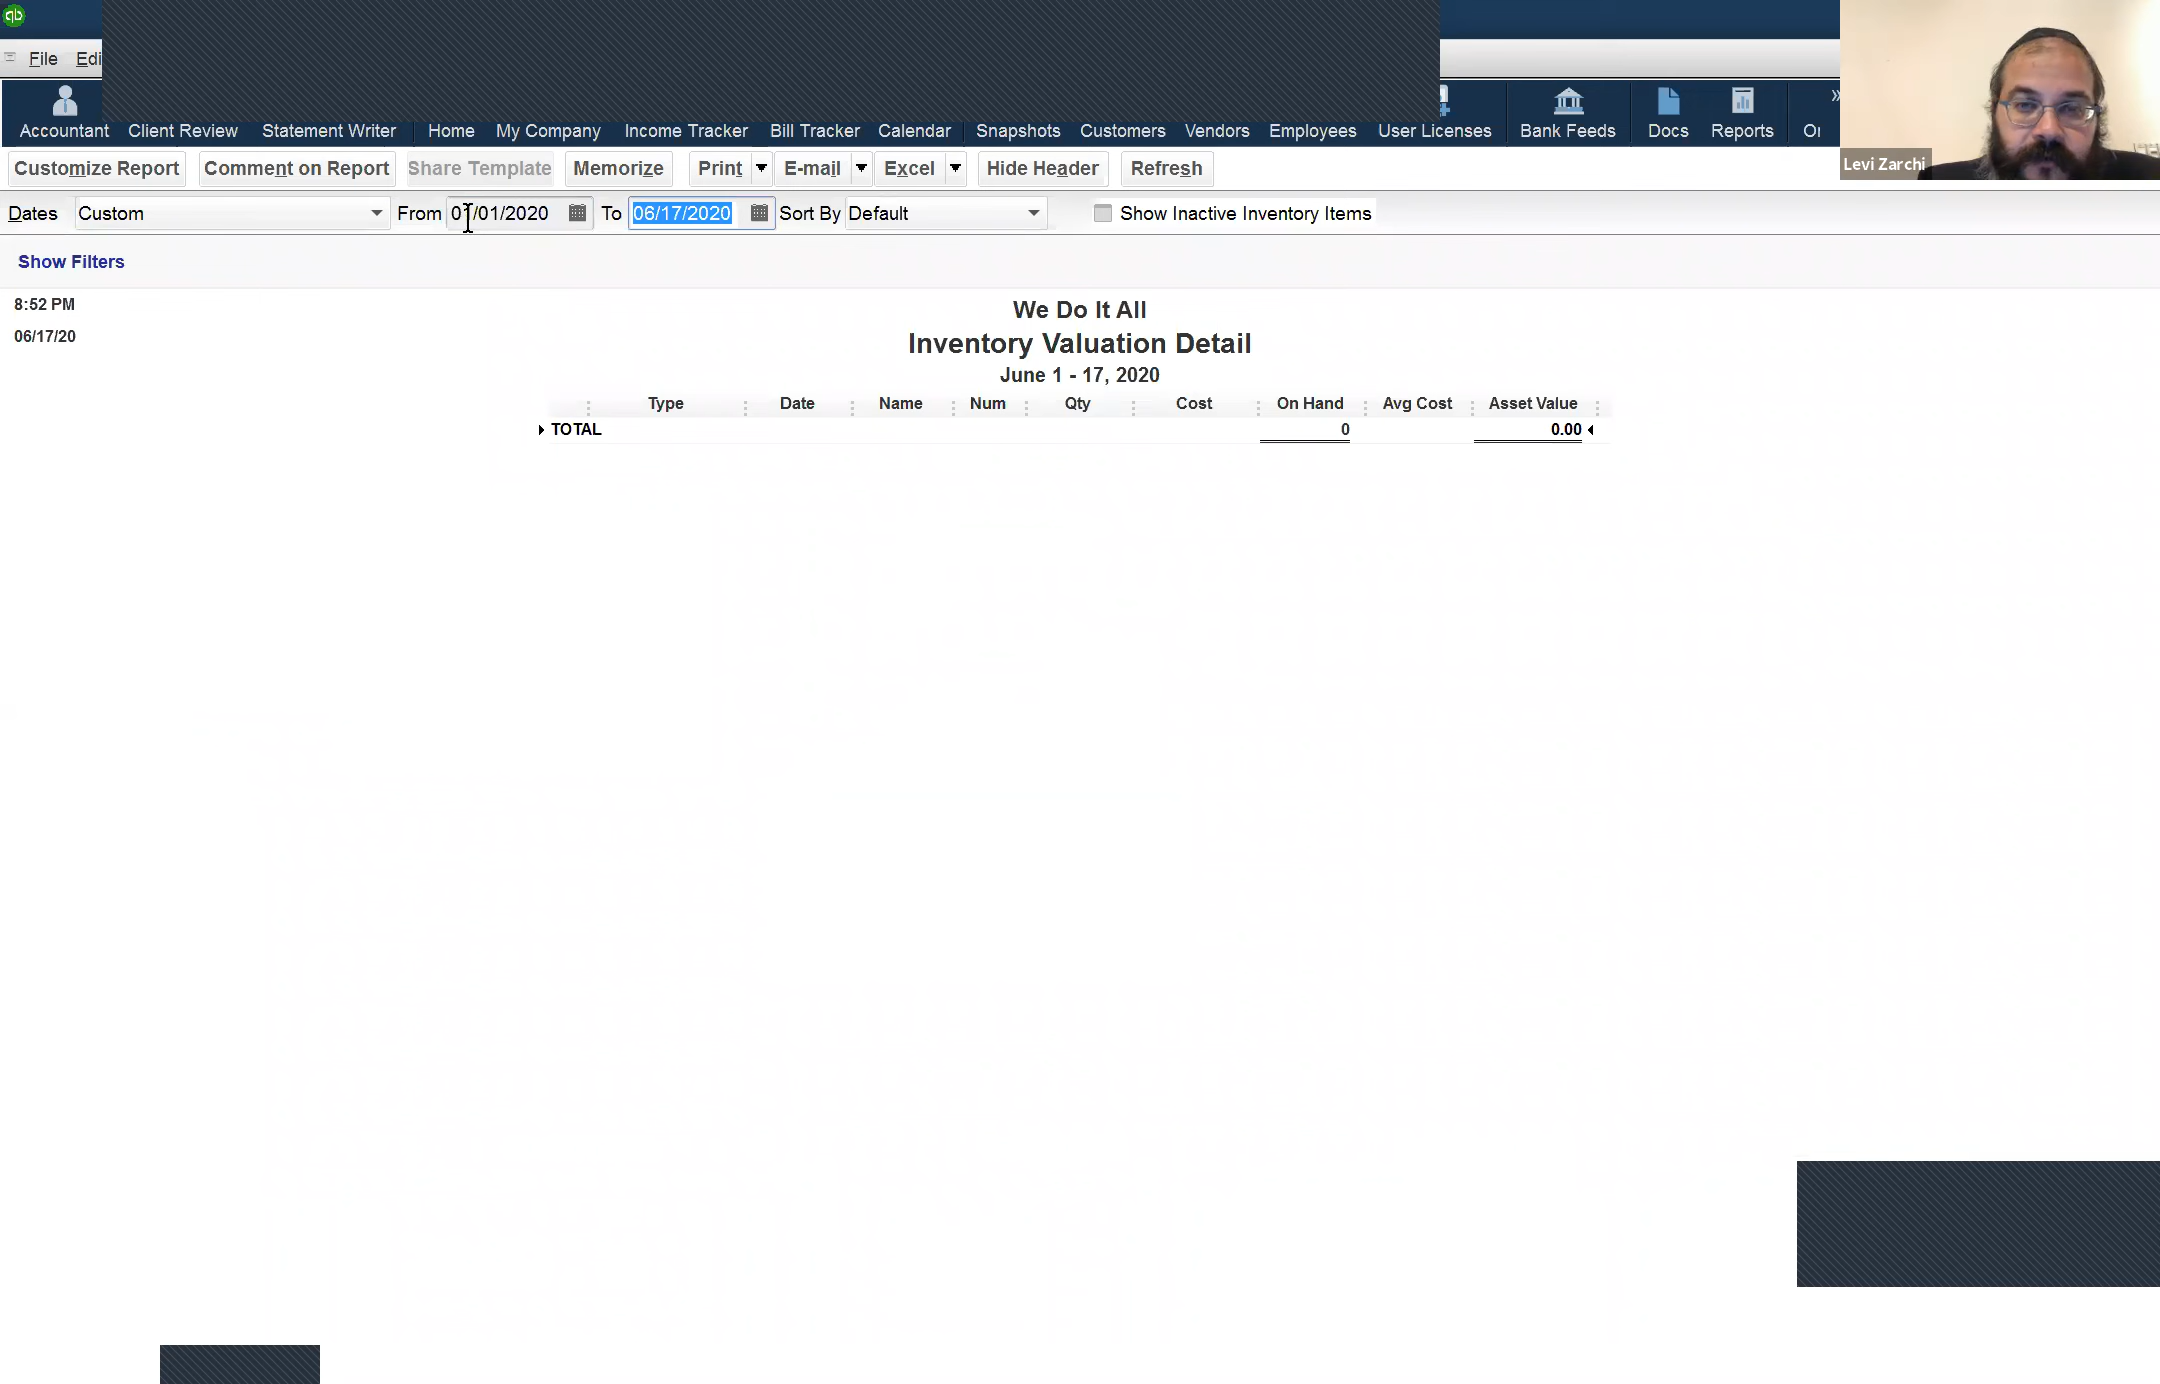 qb
File Edi
Accountant Client Review Statement Writer Home My Company Income Tracker Bill Tracker Calendar Snapshots Customers Vendors Employees User Licenses Bank Feeds Docs Reports
Customize Report Comment on Report Share Template Memorize Print E-mail Excel Hide Header Refresh
Levi Zarchi
Dates Custom From 01/01/2020 To 06/17/2020 Sort By Default Show Inactive Inventory Items
Show Filters
8:52 PM
06/17/20
We Do It All
Inventory Valuation Detail
June 1 - 17, 2020
Type Date Name Num Qty Cost On Hand Avg Cost Asset Value
TOTAL 0 0.00